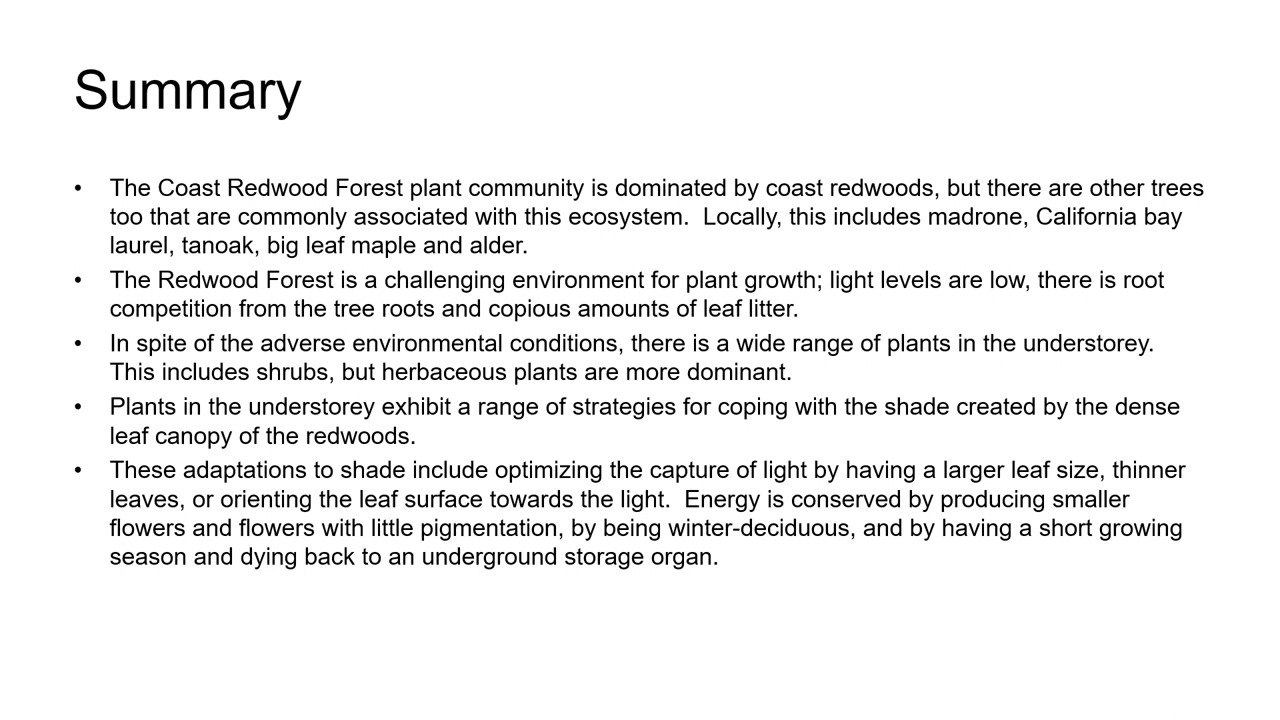 Summary
• The Coast Redwood Forest plant community is dominated by coast redwoods, but there are other trees
too that are commonly associated with this ecosystem.  Locally, this includes madrone, California bay
laurel, tanoak, big leaf maple and alder.
• The Redwood Forest is a challenging environment for plant growth; light levels are low, there is root
competition from the tree roots and copious amounts of leaf litter.
• In spite of the adverse environmental conditions, there is a wide range of plants in the understorey.
This includes shrubs, but herbaceous plants are more dominant.
• Plants in the understorey exhibit a range of strategies for coping with the shade created by the dense
leaf canopy of the redwoods.
• These adaptations to shade include optimizing the capture of light by having a larger leaf size, thinner
leaves, or orienting the leaf surface towards the light.  Energy is conserved by producing smaller
flowers and flowers with little pigmentation, by being winter-deciduous, and by having a short growing
season and dying back to an underground storage organ.